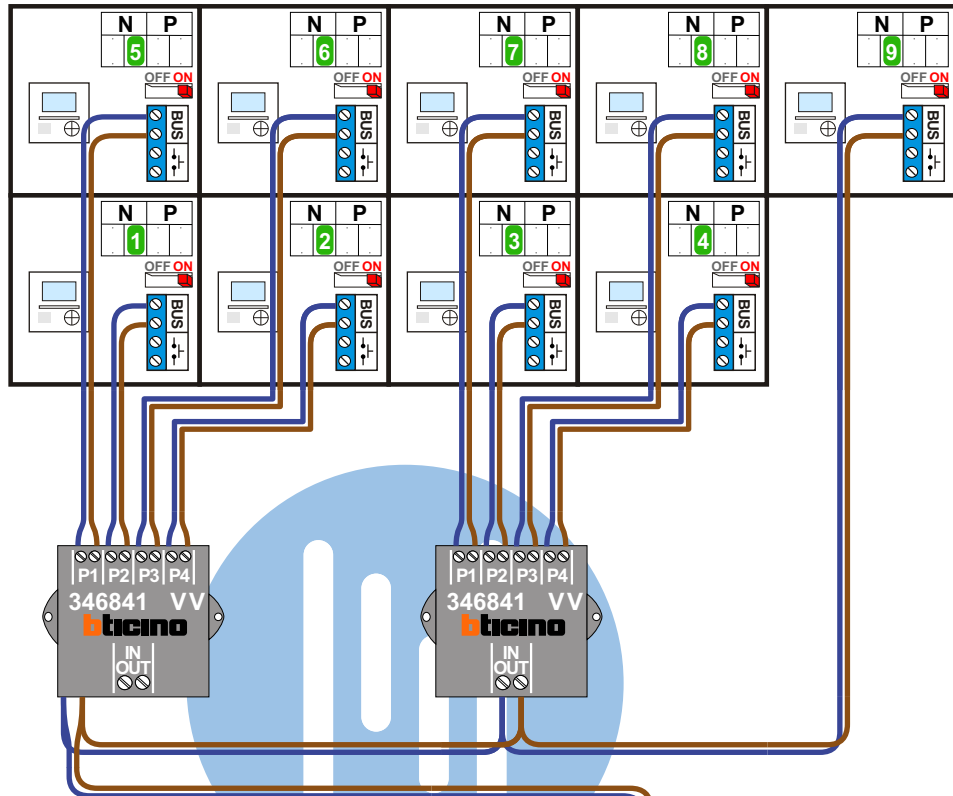 N P
5
OFF ON
BUS
N P
6
OFF ON
BUS
N P
7
OFF ON
BUS
N P
8
OFF ON
BUS
N P
9
OFF ON
BUS
N P
1
OFF ON
BUS
N P
2
OFF ON
BUS
N P
3
OFF ON
BUS
N P
4
OFF ON
BUS
P1 P2 P3 P4
346841 V V
bticino
IN
OUT
P1 P2 P3 P4
346841 V V
bticino
IN
OUT